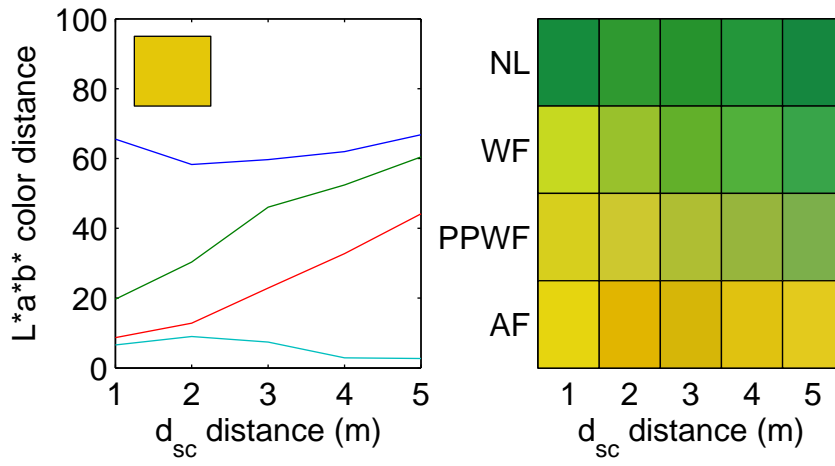 100
80
60
40
20
0
L*a*b* color distance
1 2 3 4 5
d_sc distance (m)
NL
WF
PPWF
AF
1 2 3 4 5
d_sc distance (m)